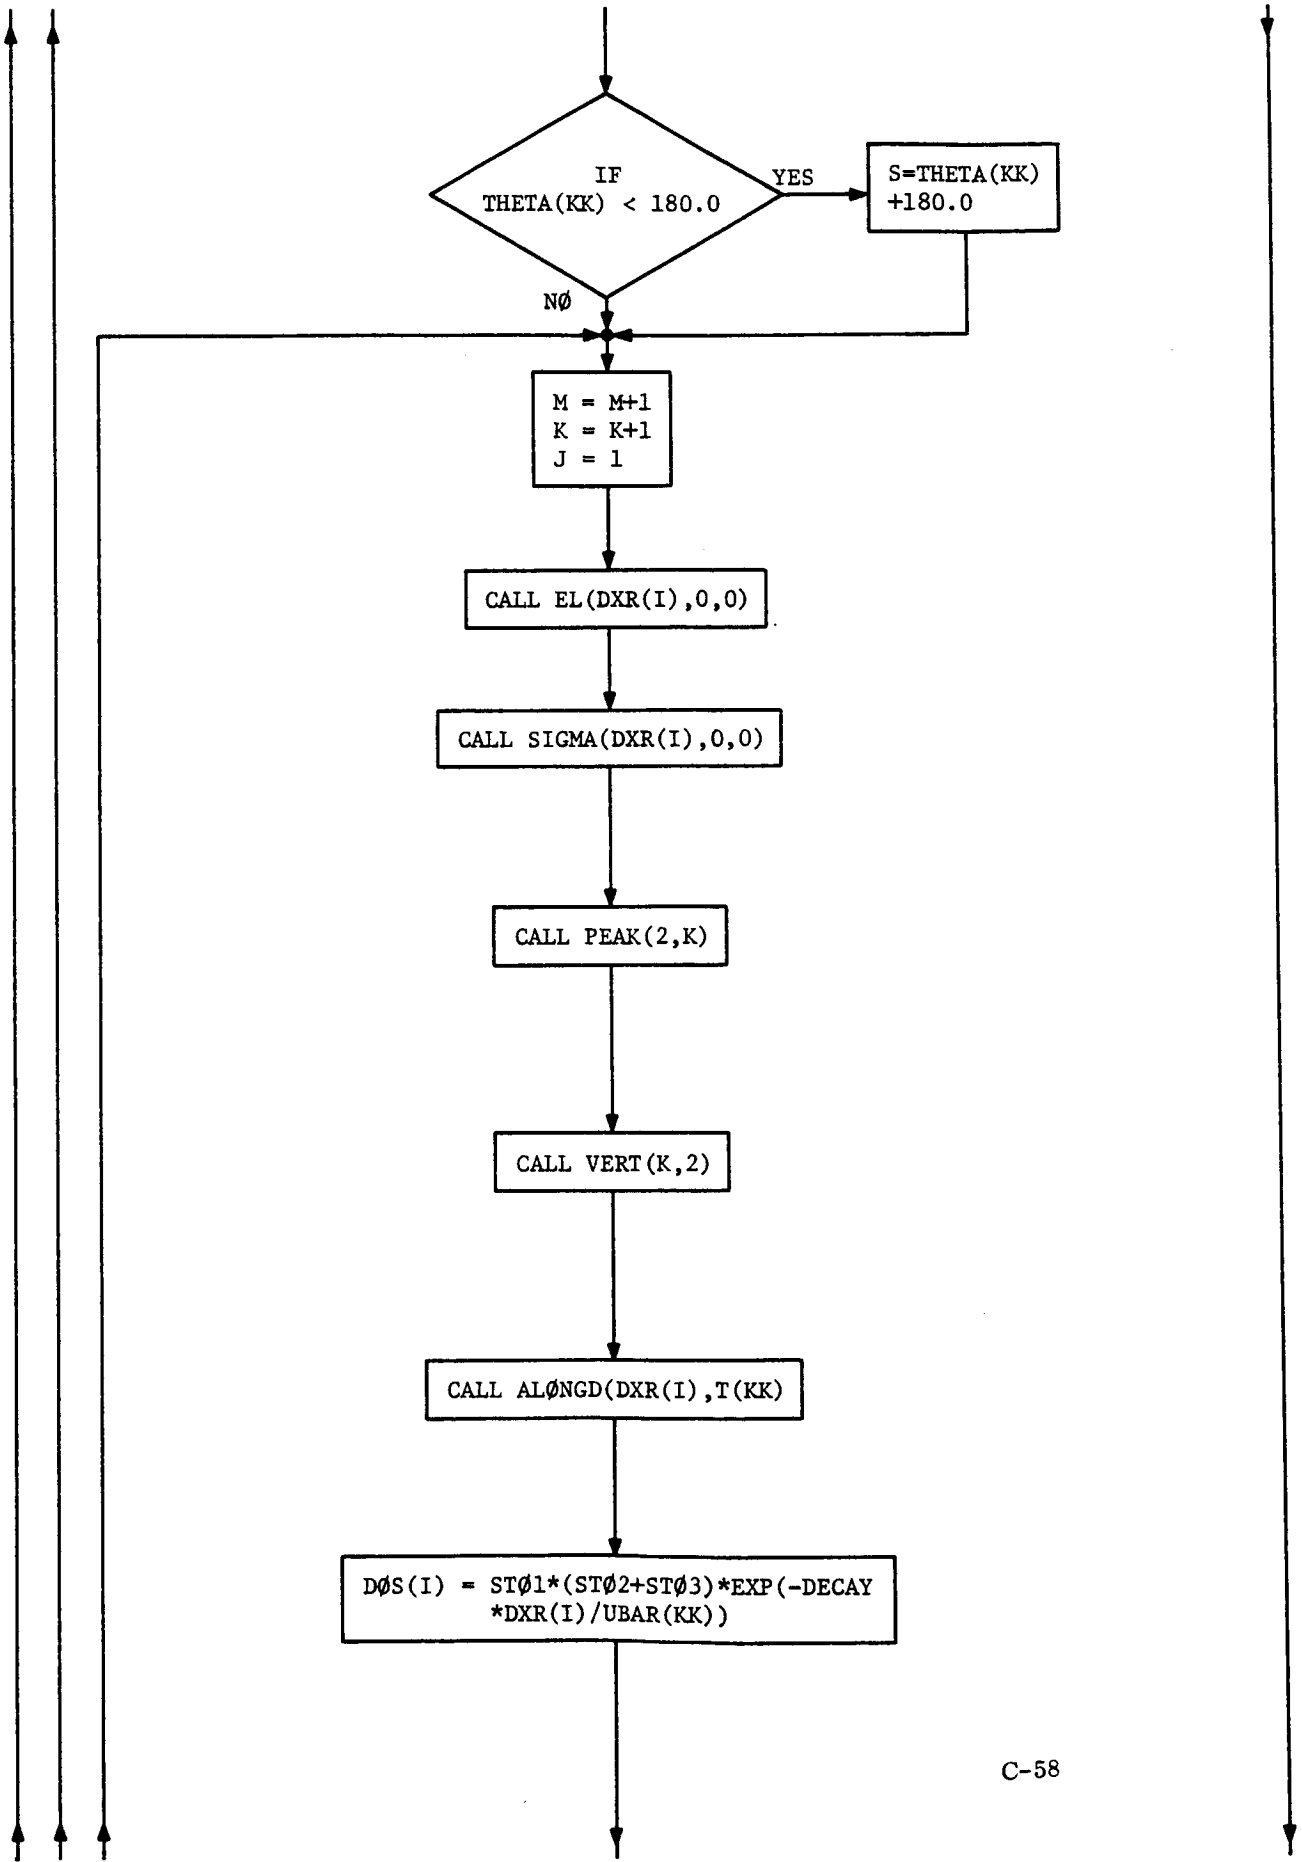 IF
THETA(KK) < 180.0
YES
S=THETA(KK)
+180.0
NØ
M = M+1
K = K+1
J = 1
CALL EL(DXR(I),0,0)
CALL SIGMA(DXR(I),0,0)
CALL PEAK(2,K)
CALL VERT(K,2)
CALL ALØNGD(DXR(I),T(KK)
DØS(I) = STØ1*(STØ2+STØ3)*EXP(-DECAY
*DXR(I)/UBAR(KK))
C-58